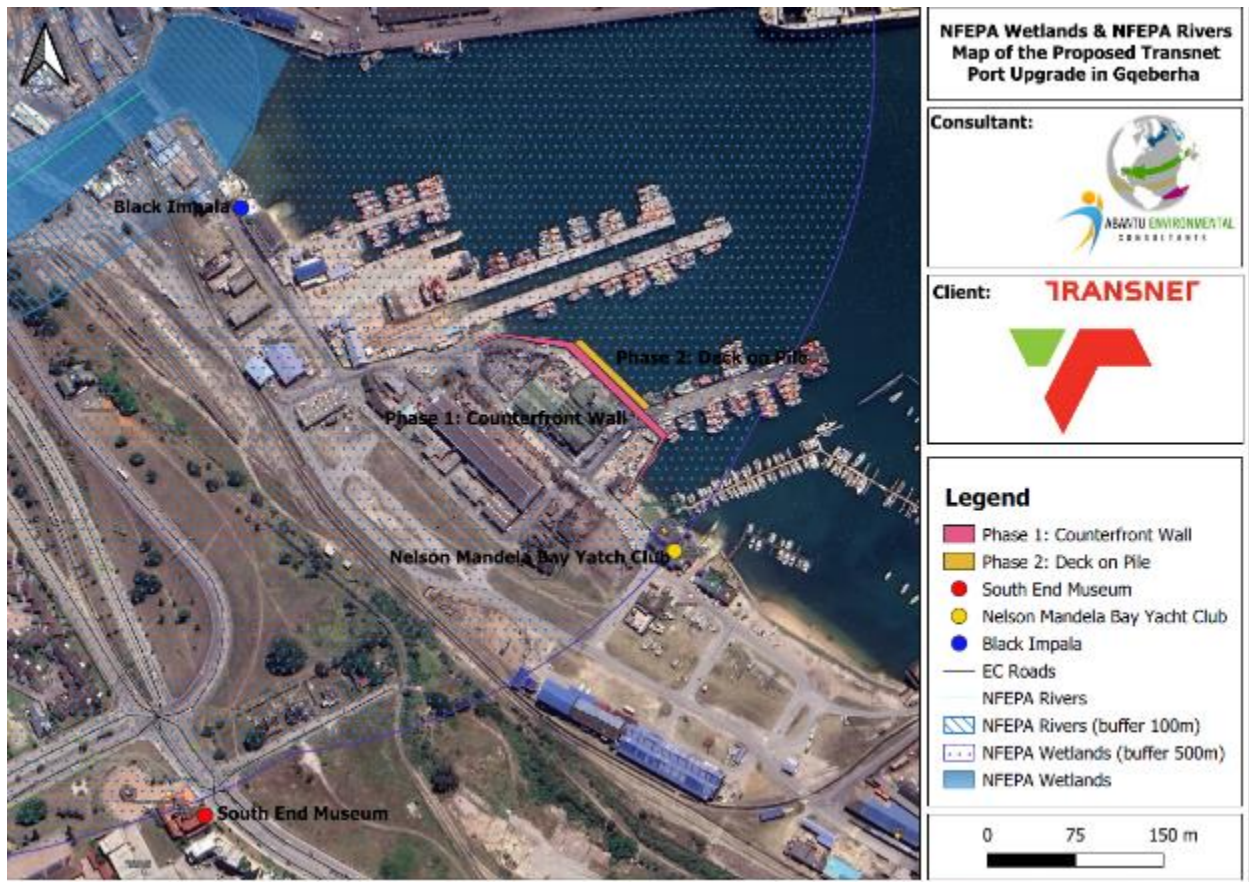 NFEPA Wetlands & NFEPA Rivers
Map of the Proposed Transnet
Port Upgrade in Gqeberha
Consultant:
ABANTU ENVIRONMENTAL
CONSULTANTS
Client:
TRANSNET
Black Impala
Phase 2: Deck on Pile
Phase 1: Counterfront Wall
Nelson Mandela Bay Yatch Club
South End Museum
Legend
Phase 1: Counterfront Wall
Phase 2: Deck on Pile
South End Museum
Nelson Mandela Bay Yacht Club
Black Impala
EC Roads
NFEPA Rivers
NFEPA Rivers (buffer 100m)
NFEPA Wetlands (buffer 500m)
NFEPA Wetlands
0 75 150 m